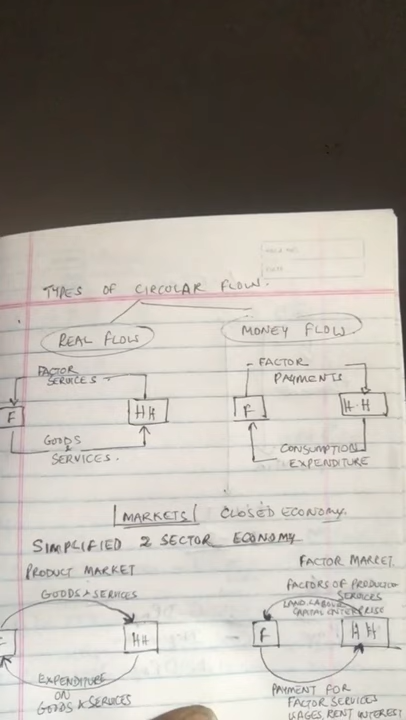 TYPES OF CIRCULAR FLOW.
REAL FLOW
MONEY FLOW
FACTOR
SERVICES
F
HH
GOODS
&
SERVICES.
FACTOR
PAYMENTS
F
H.H
CONSUMPTION
EXPENDITURE
MARKETS CLOSED ECONOMY.
SIMPLIFIED 2 SECTOR ECONOMY
PRODUCT MARKET
GOODS & SERVICES
HH
EXPENDITURE
ON
GOODS & SERVICES
FACTOR MARKET.
FACTORS OF PRODUCTION
SERVICES
LAND LABOUR
CAPITAL ENTERPRISE
F
HH
PAYMENT FOR
FACTOR SERVICES
WAGES RENT INTEREST